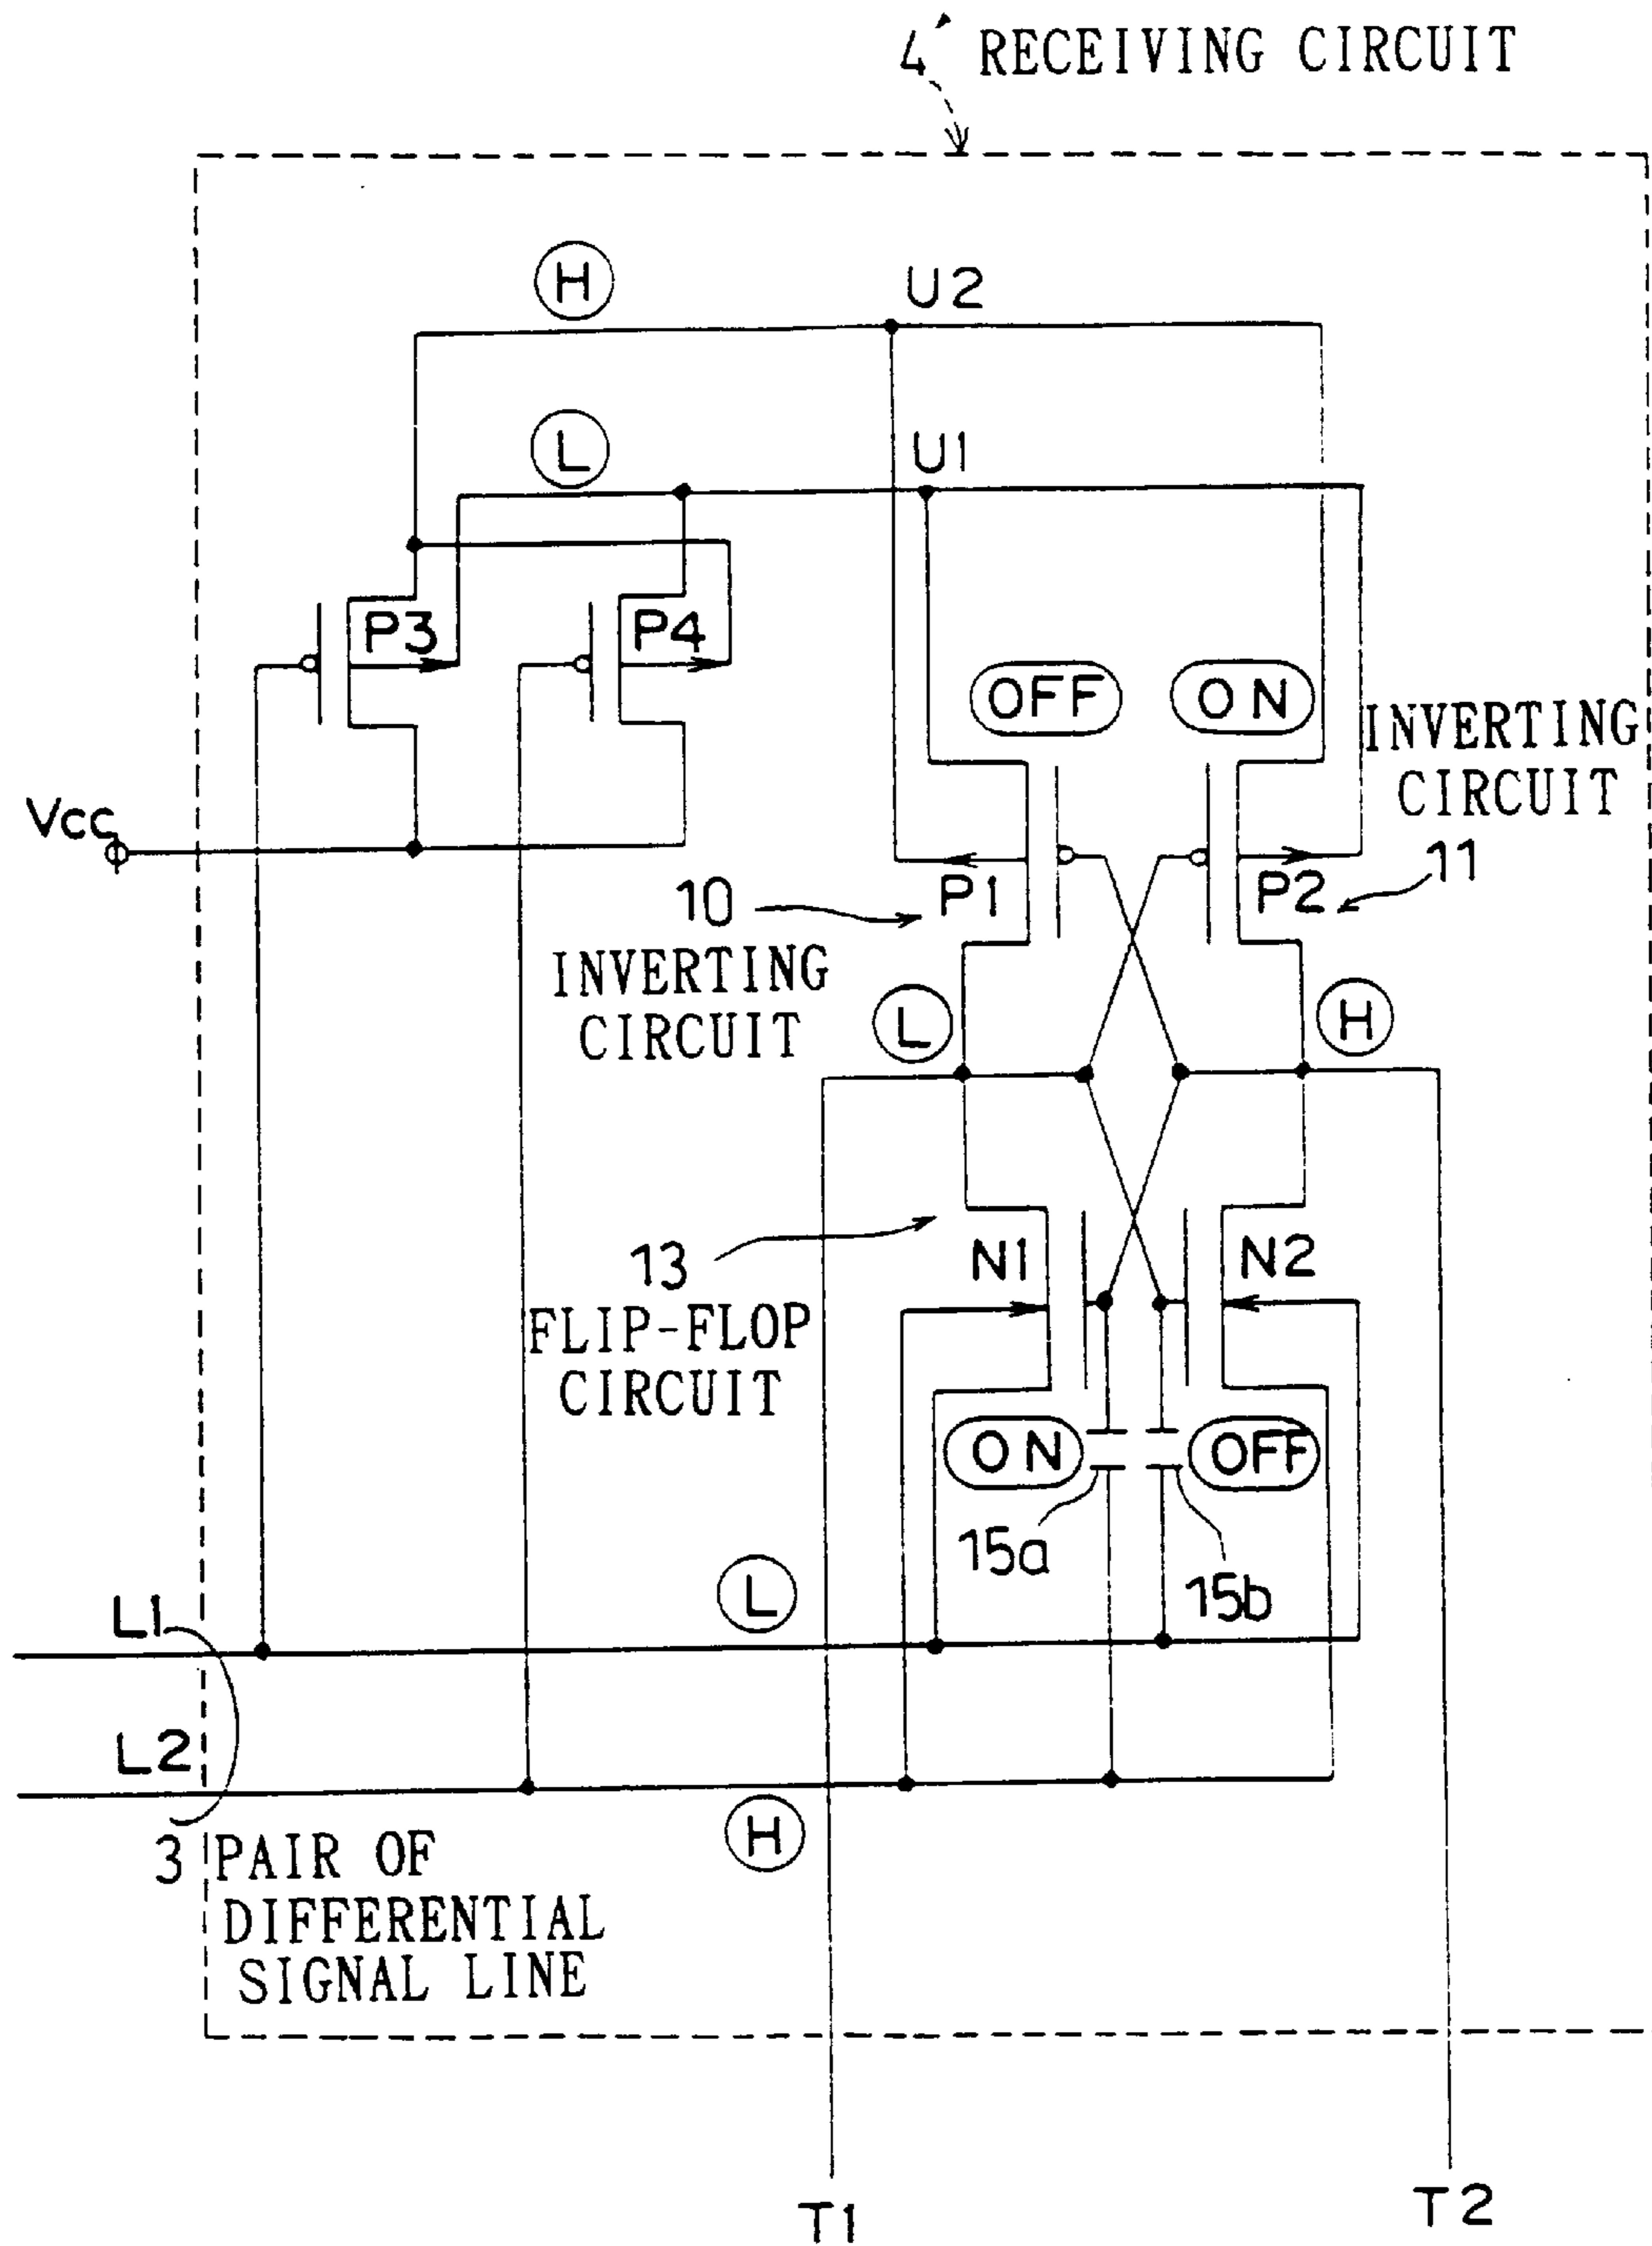 4' RECEIVING CIRCUIT
H
U2
L
U1
P3
P4
OFF
ON
INVERTING
CIRCUIT
11
Vcc
P1
P2
10
INVERTING
CIRCUIT
L
H
13
FLIP-FLOP
CIRCUIT
N1
N2
ON
OFF
15a
15b
L
L1
L2
H
3 PAIR OF
DIFFERENTIAL
SIGNAL LINE
T1
T2